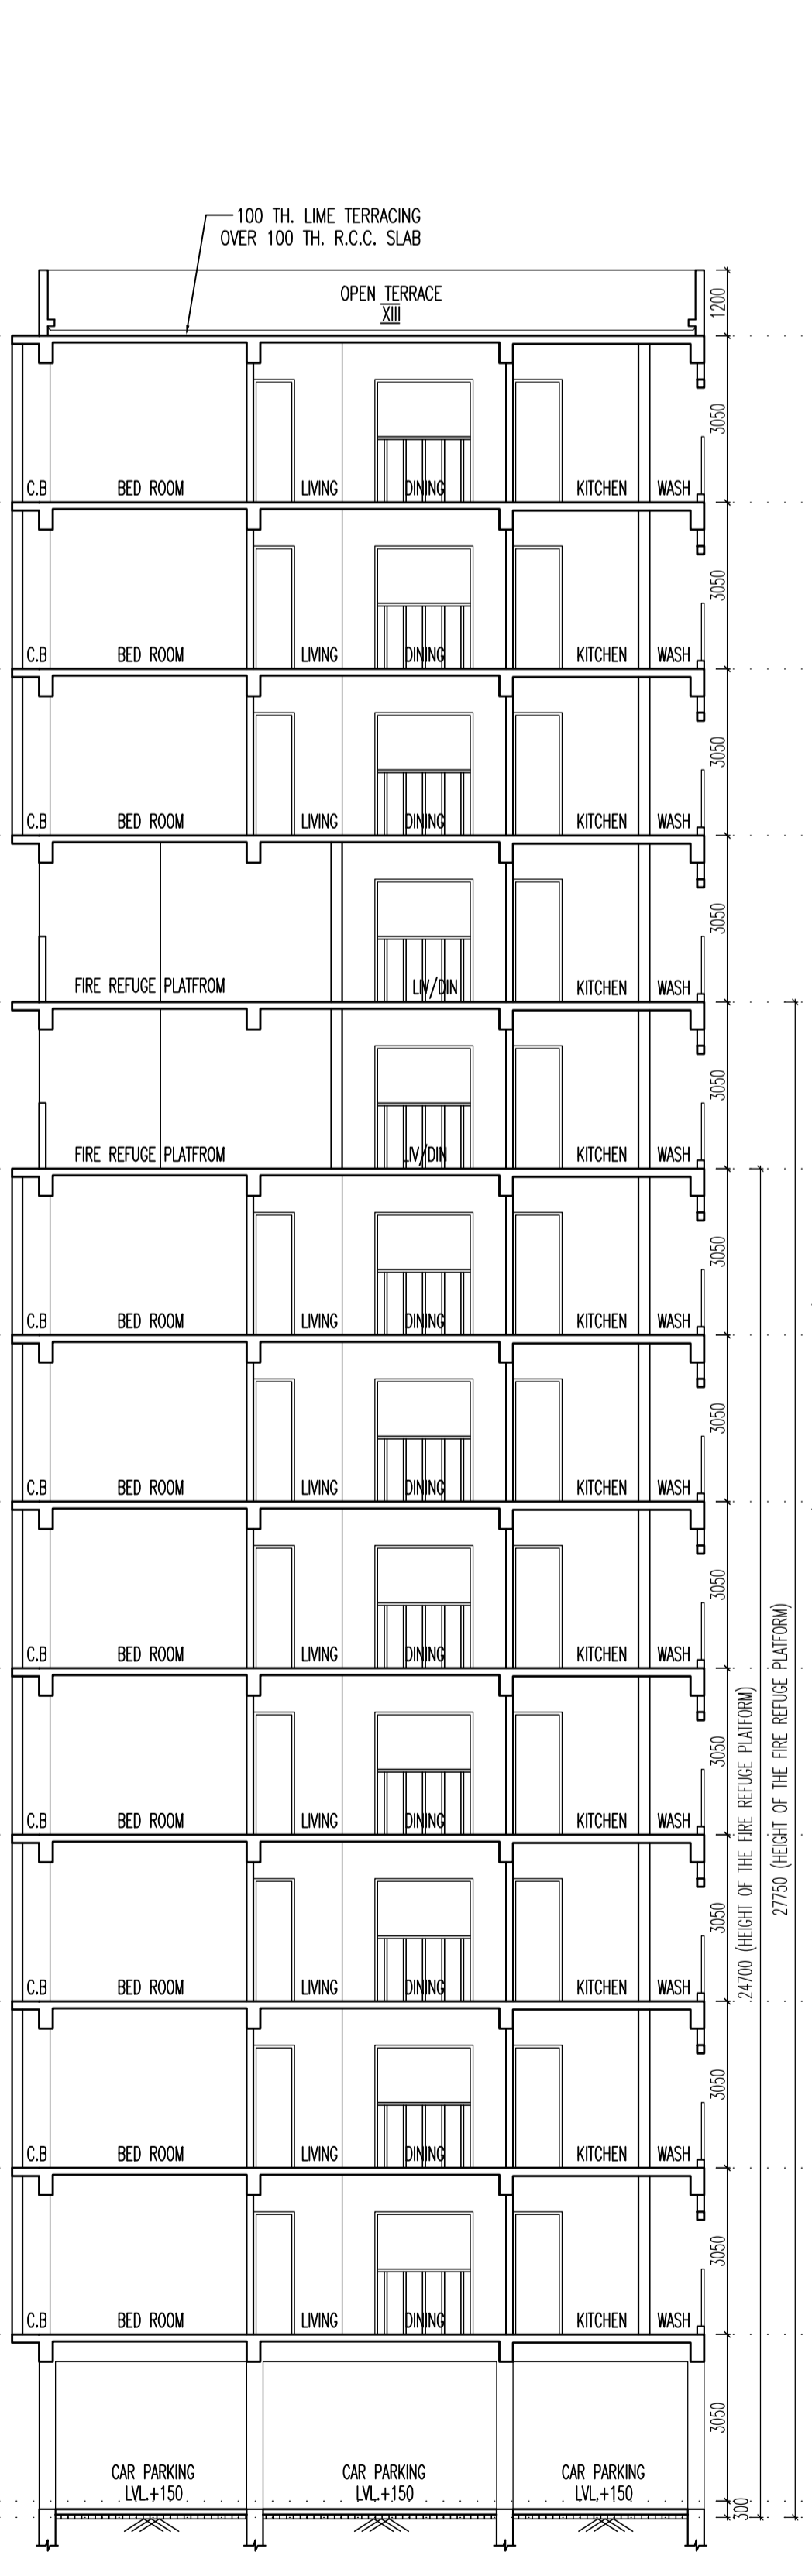 100 TH. LIME TERRACING
OVER 100 TH. R.C.C. SLAB
OPEN TERRACE
XIII
1200
3050
C.B BED ROOM LIVING DINING KITCHEN WASH
3050
C.B BED ROOM LIVING DINING KITCHEN WASH
3050
C.B BED ROOM LIVING DINING KITCHEN WASH
3050
FIRE REFUGE PLATFROM LIV/DIN KITCHEN WASH
3050
FIRE REFUGE PLATFROM LIV/DIN KITCHEN WASH
3050
C.B BED ROOM LIVING DINING KITCHEN WASH
3050
C.B BED ROOM LIVING DINING KITCHEN WASH
3050
C.B BED ROOM LIVING DINING KITCHEN WASH
3050
C.B BED ROOM LIVING DINING KITCHEN WASH
3050
C.B BED ROOM LIVING DINING KITCHEN WASH
3050
C.B BED ROOM LIVING DINING KITCHEN WASH
3050
C.B BED ROOM LIVING DINING KITCHEN WASH
3050
CAR PARKING CAR PARKING CAR PARKING
LVL.+150 LVL.+150 LVL.+150
300
24700 (HEIGHT OF THE FIRE REFUGE PLATFORM)
27750 (HEIGHT OF THE FIRE REFUGE PLATFORM)